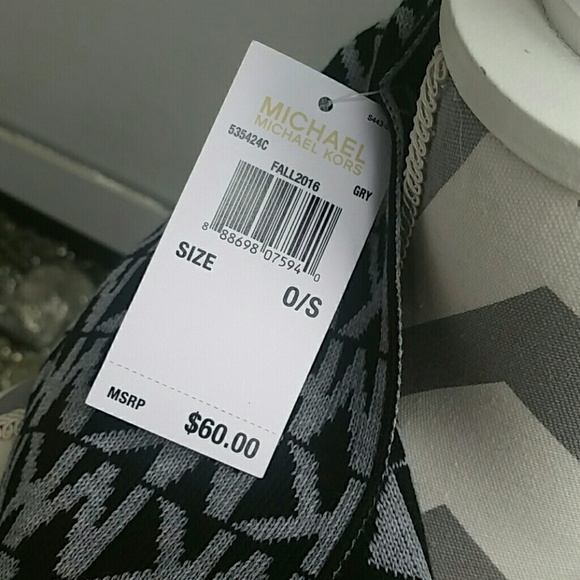 MICHAEL
MICHAEL KORS
535424C
FALL2016
GRY
8 88698 07594 0
SIZE
O/S
MSRP
$60.00